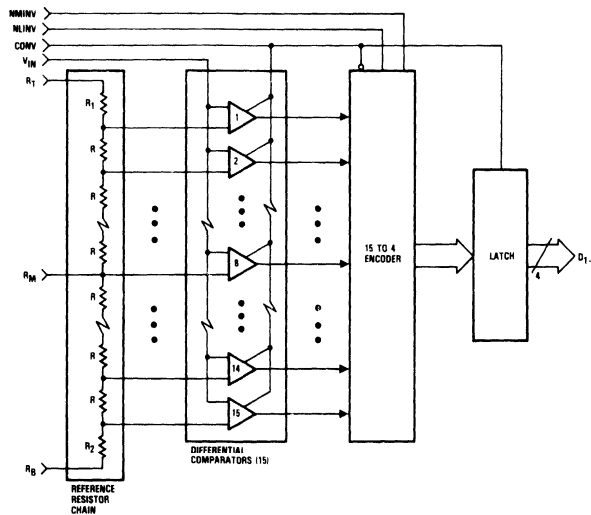 NMINV
NLINV
CONV
VIN
RT
R1
R
R
R
RM
R
R
R
R2
RB
REFERENCE
RESISTOR
CHAIN
1
2
8
14
15
DIFFERENTIAL
COMPARATORS (15)
15 TO 4
ENCODER
LATCH
4
D1-